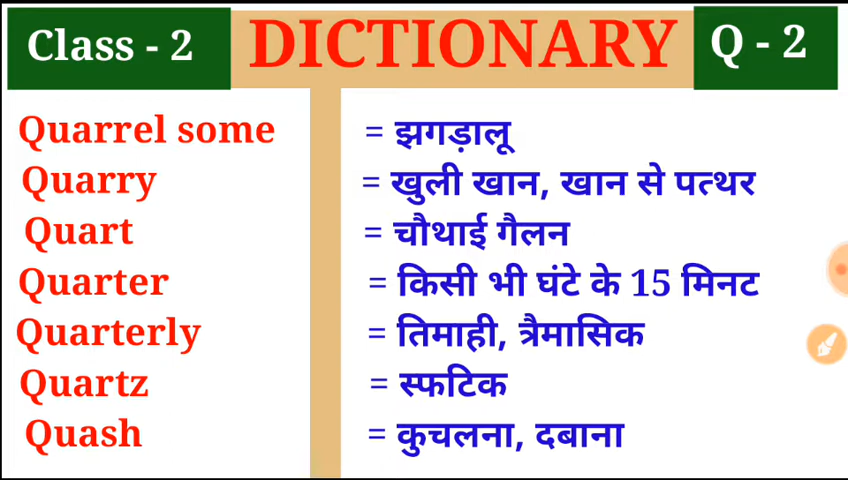 Class - 2 DICTIONARY Q - 2
Quarrel some = झगड़ालू
Quarry = खुली खान, खान से पत्थर
Quart = चौथाई गैलन
Quarter = किसी भी घंटे के 15 मिनट
Quarterly = तिमाही, त्रैमासिक
Quartz = स्फटिक
Quash = कुचलना, दबाना